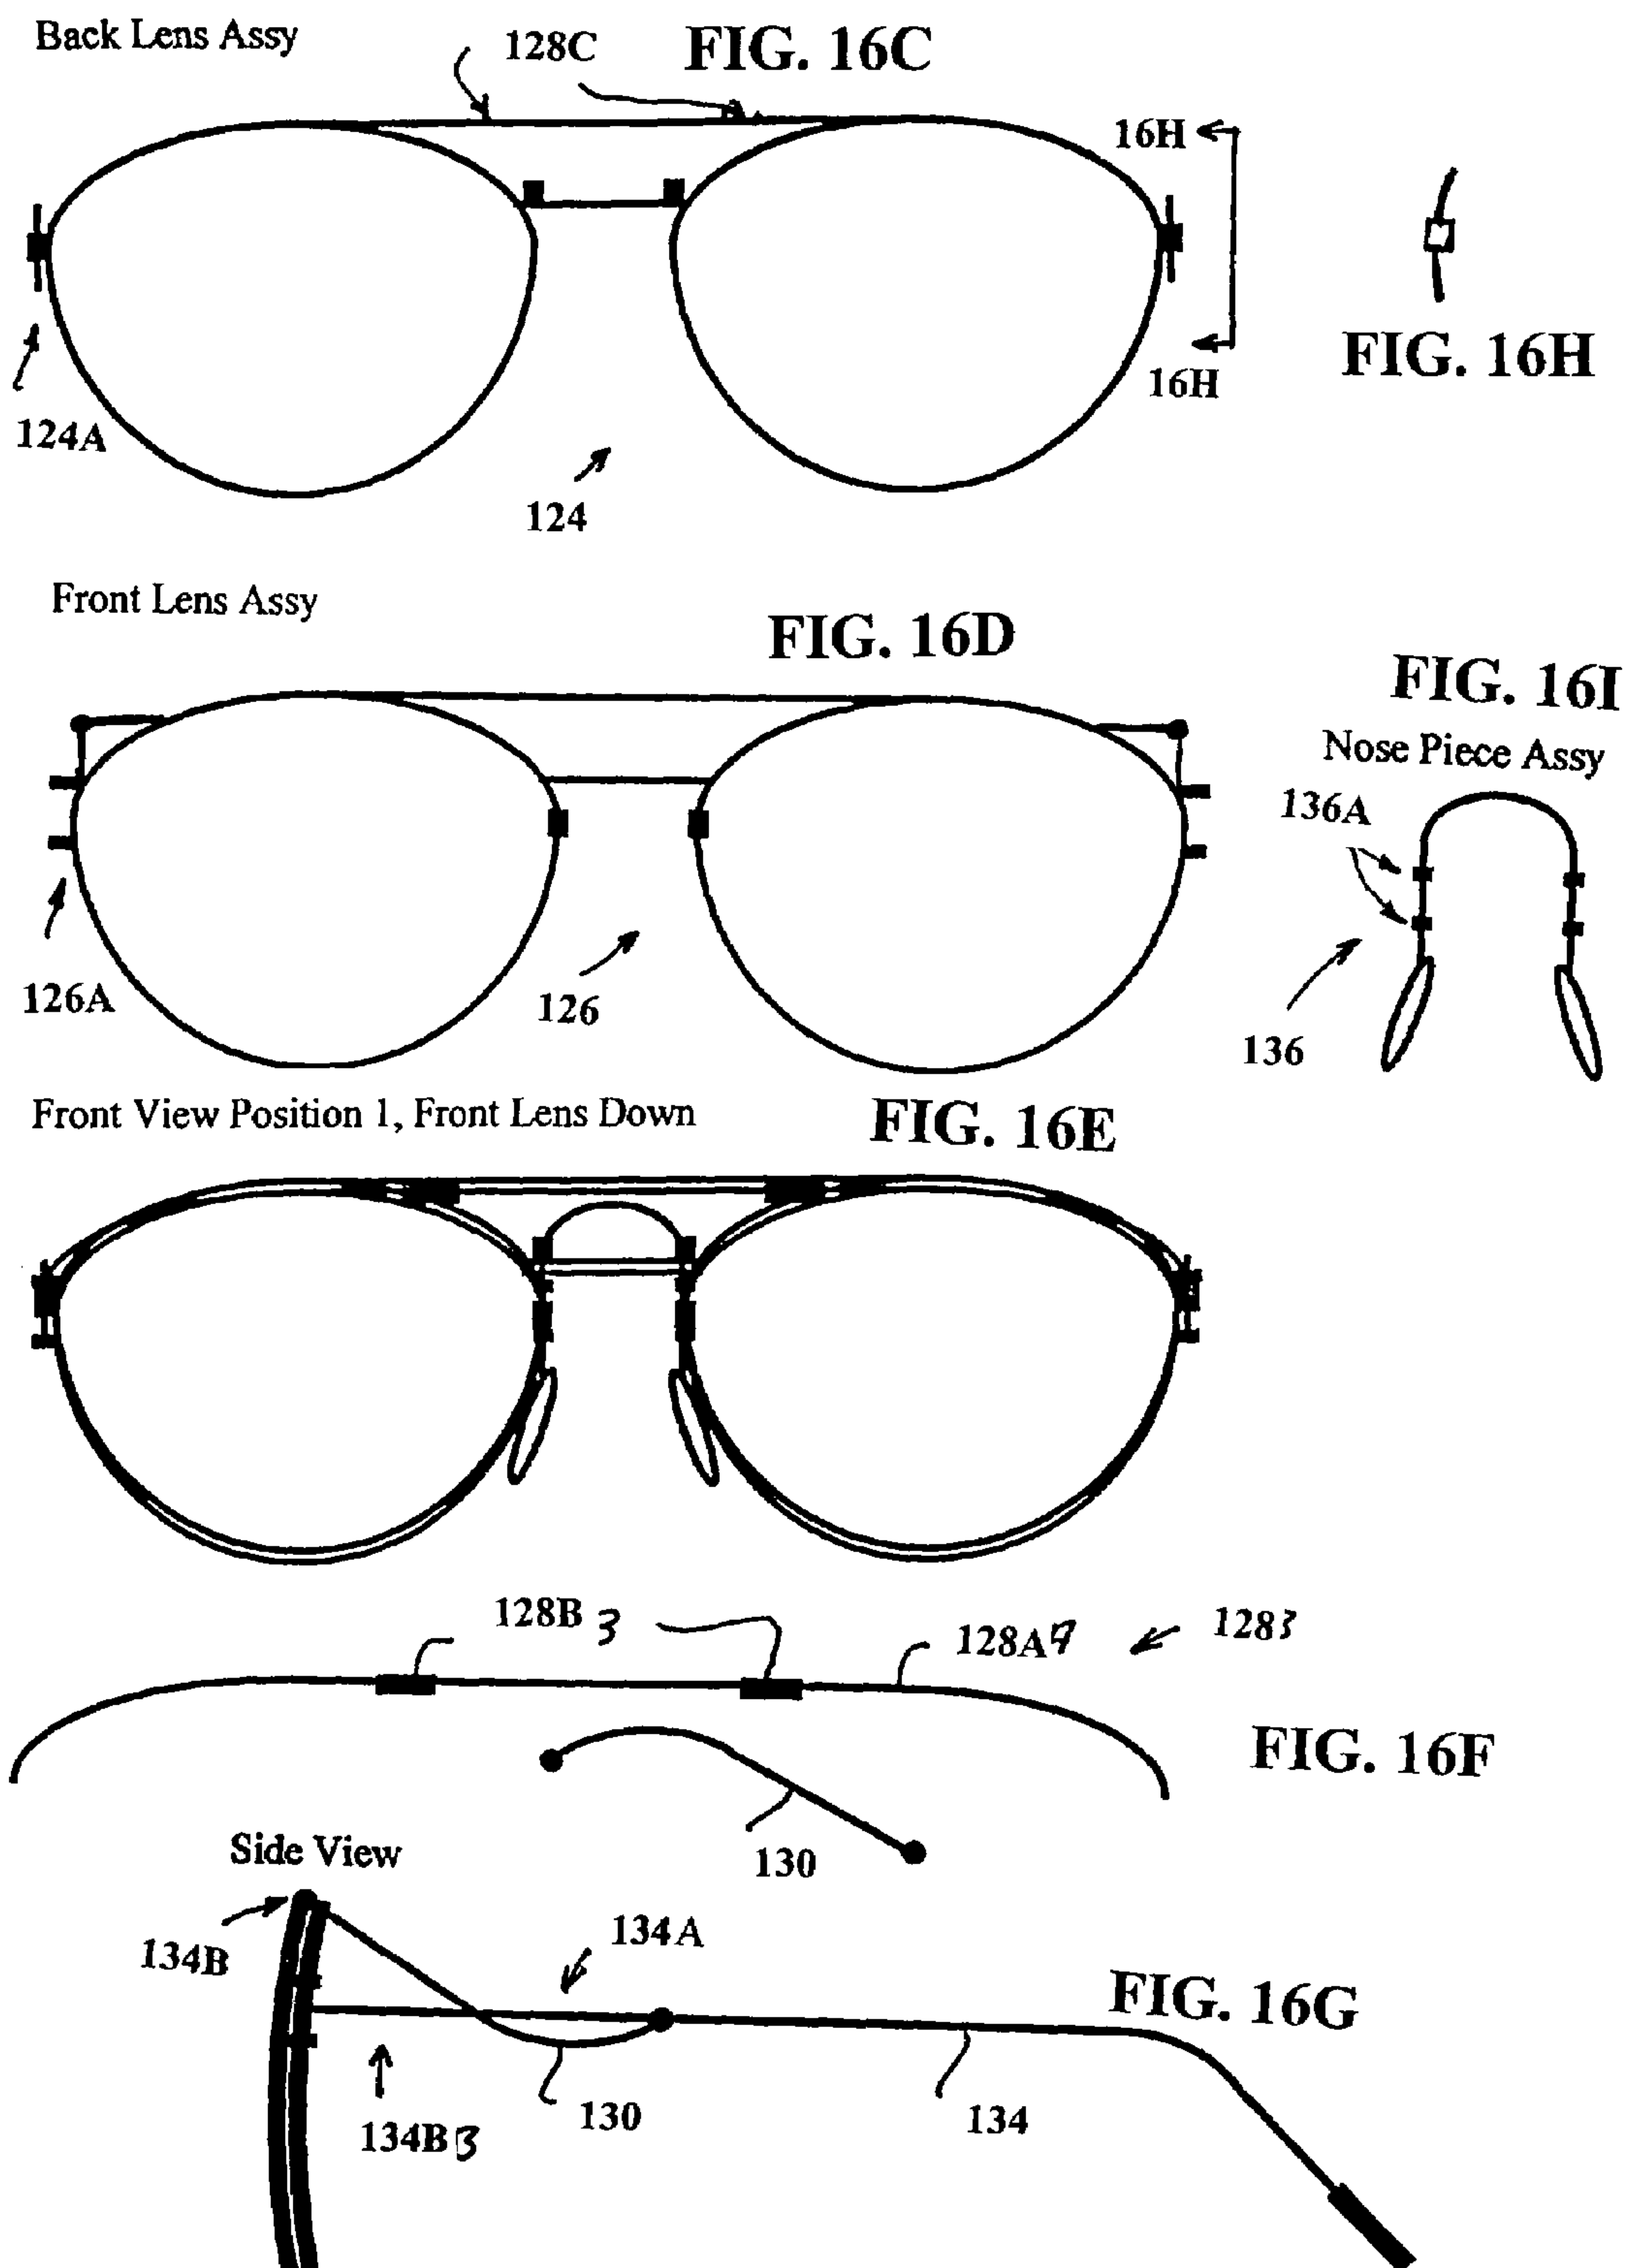 Back Lens Assy
128C
FIG. 16C
16H
16H
FIG. 16H
124A
124
Front Lens Assy
FIG. 16D
FIG. 16I
Nose Piece Assy
136A
126A
126
136
Front View Position 1, Front Lens Down
FIG. 16E
128B 3
128A
128
FIG. 16F
130
Side View
134B
134A
FIG. 16G
134B B
130
134